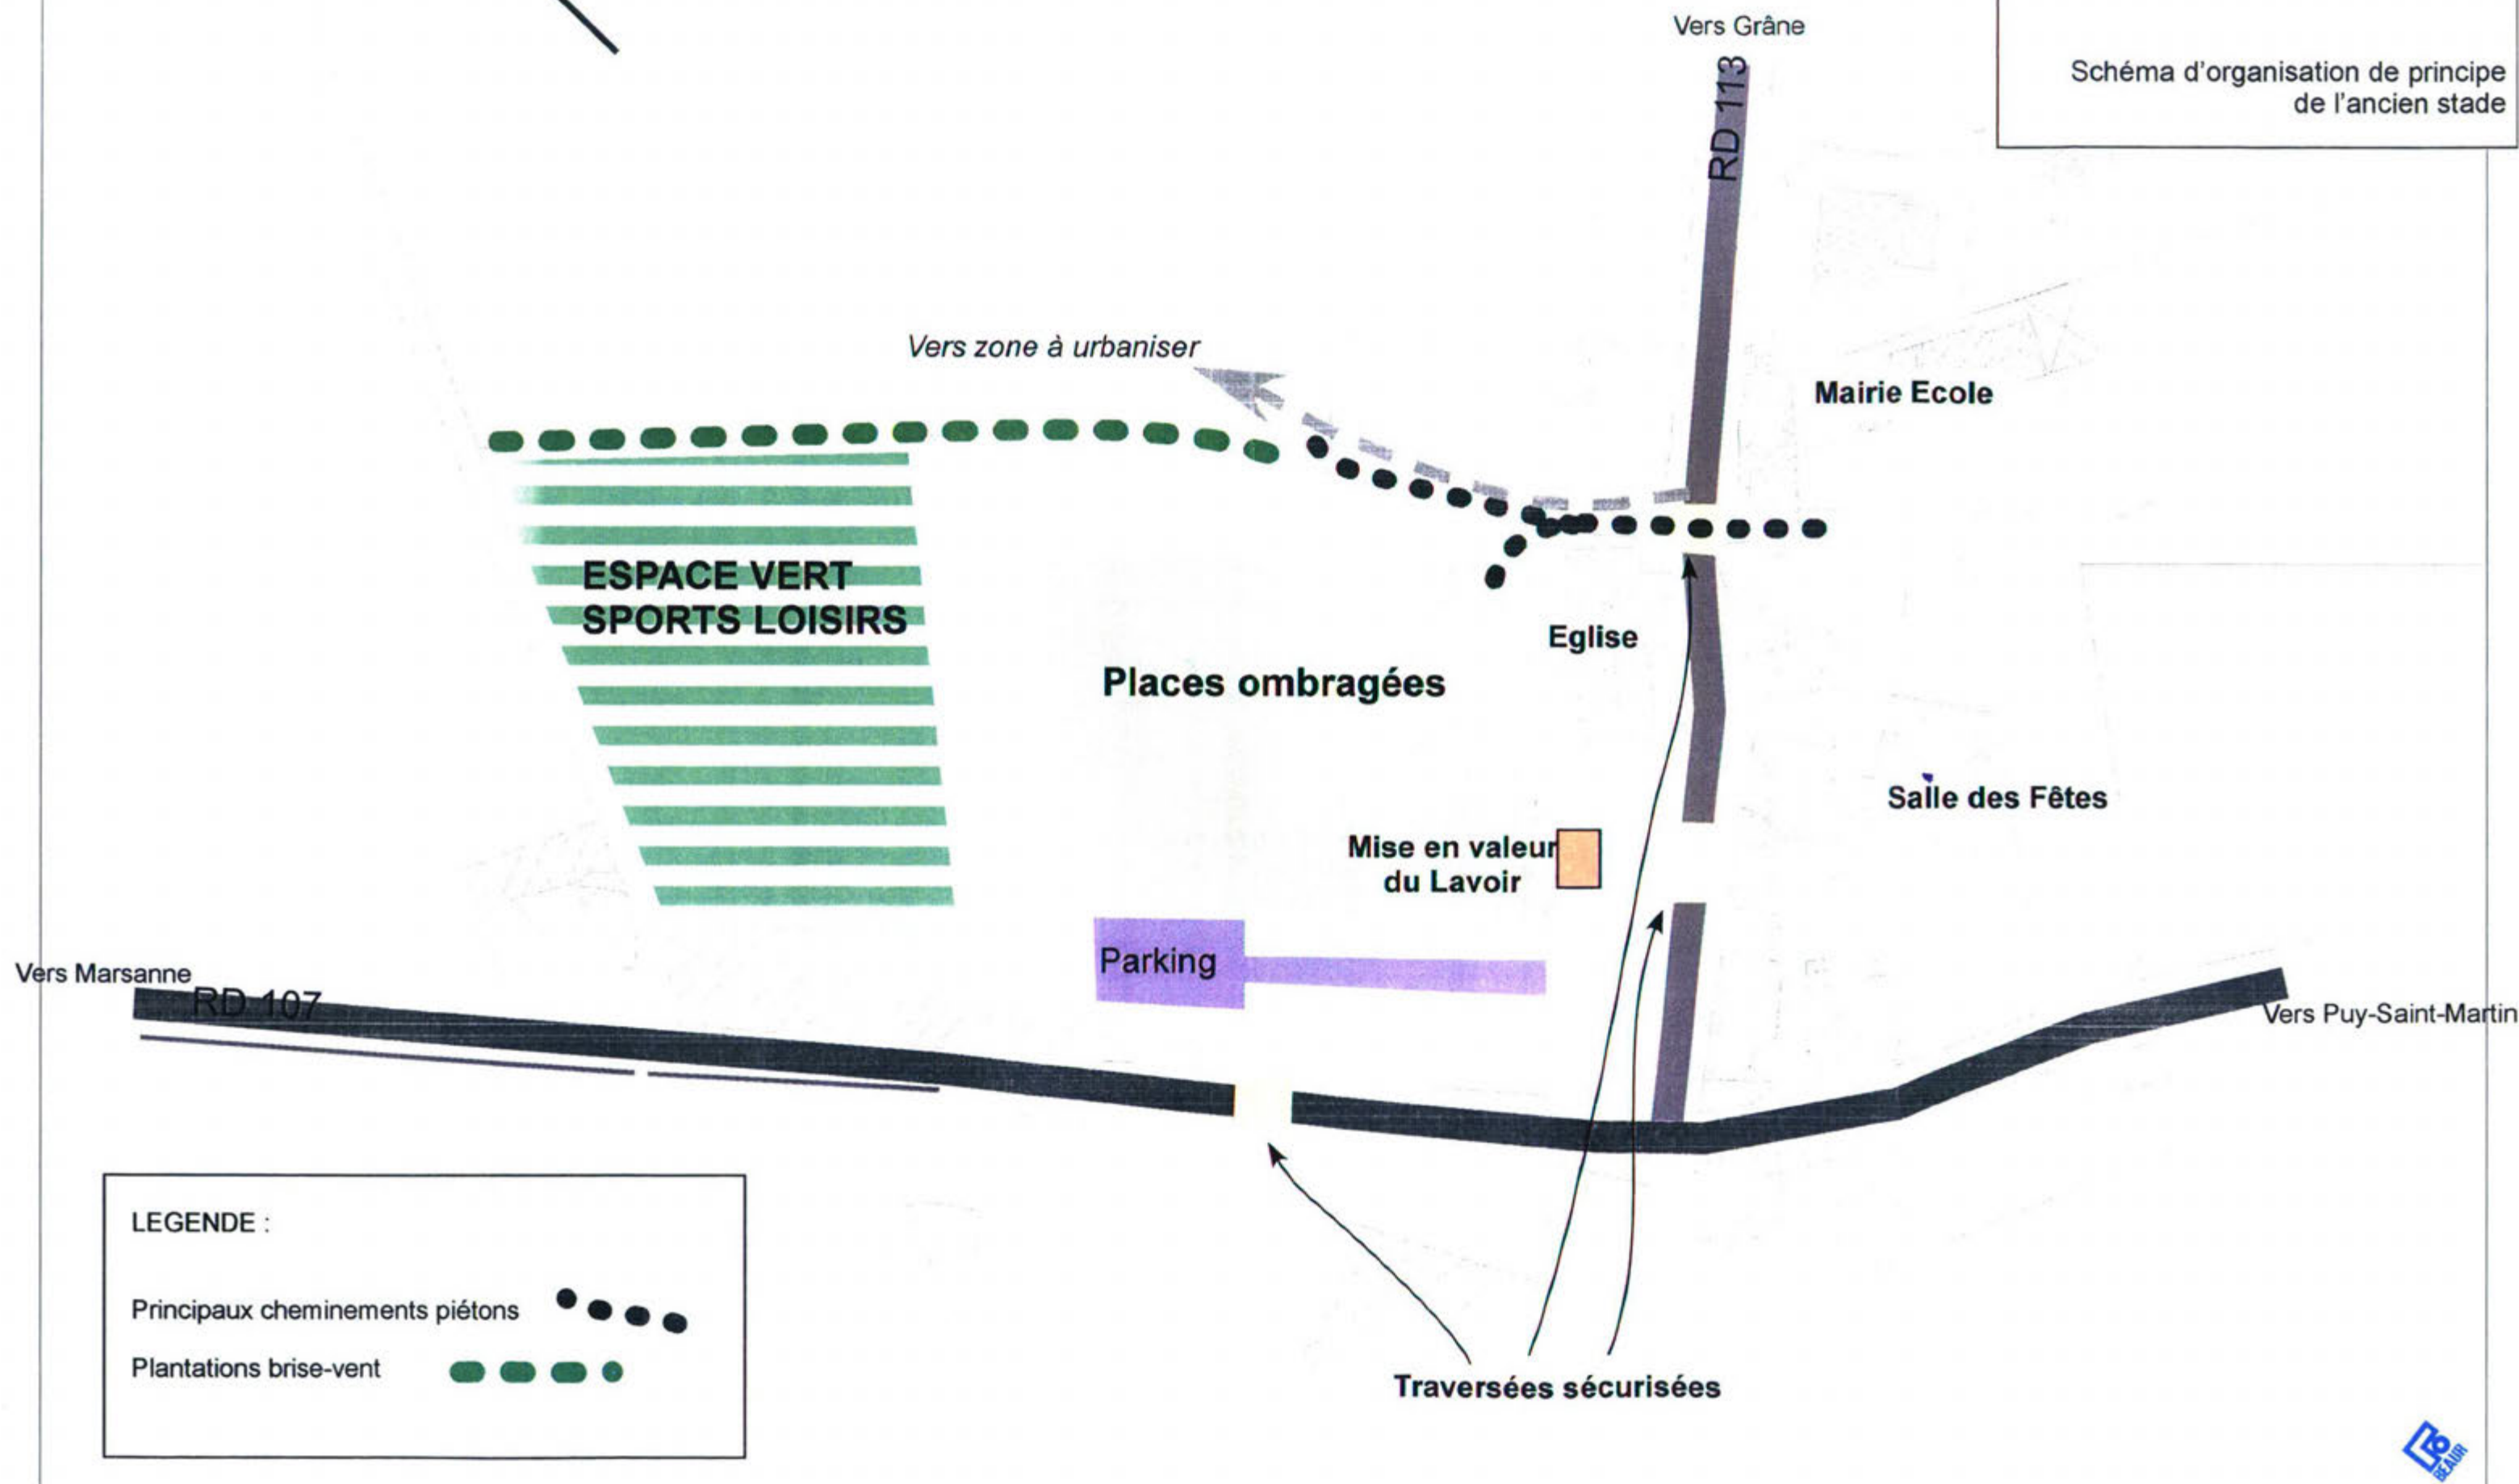 Vers Grâne
Schéma d'organisation de principe
de l'ancien stade
RD 113
Vers zone à urbaniser
Mairie Ecole
ESPACE VERT
SPORTS LOISIRS
Eglise
Places ombragées
Salle des Fêtes
Mise en valeur
du Lavoir
Parking
Vers Marsanne
RD 107
Vers Puy-Saint-Martin
LEGENDE :
Principaux cheminements piétons
Plantations brise-vent
Traversées sécurisées
BEAUR